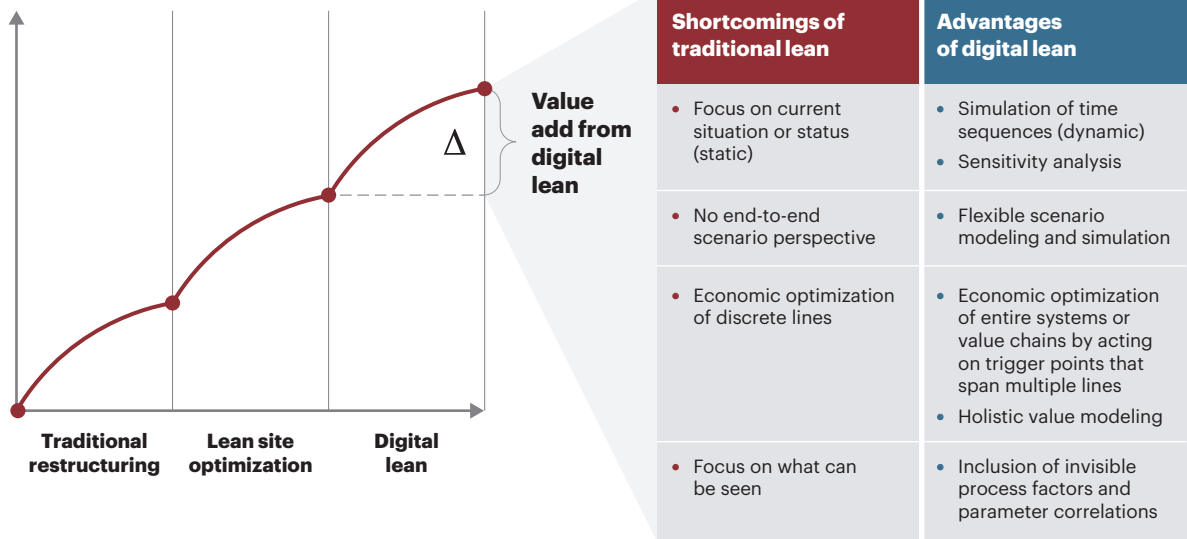 Δ
Value
add from
digital
lean
Traditional
restructuring
Lean site
optimization
Digital
lean
Shortcomings of
traditional lean
Advantages
of digital lean
• Focus on current
situation or status
(static)
• Simulation of time
sequences (dynamic)
• Sensitivity analysis
• No end-to-end
scenario perspective
• Flexible scenario
modeling and simulation
• Economic optimization
of discrete lines
• Economic optimization
of entire systems or
value chains by acting
on trigger points that
span multiple lines
• Holistic value modeling
• Focus on what can
be seen
• Inclusion of invisible
process factors and
parameter correlations